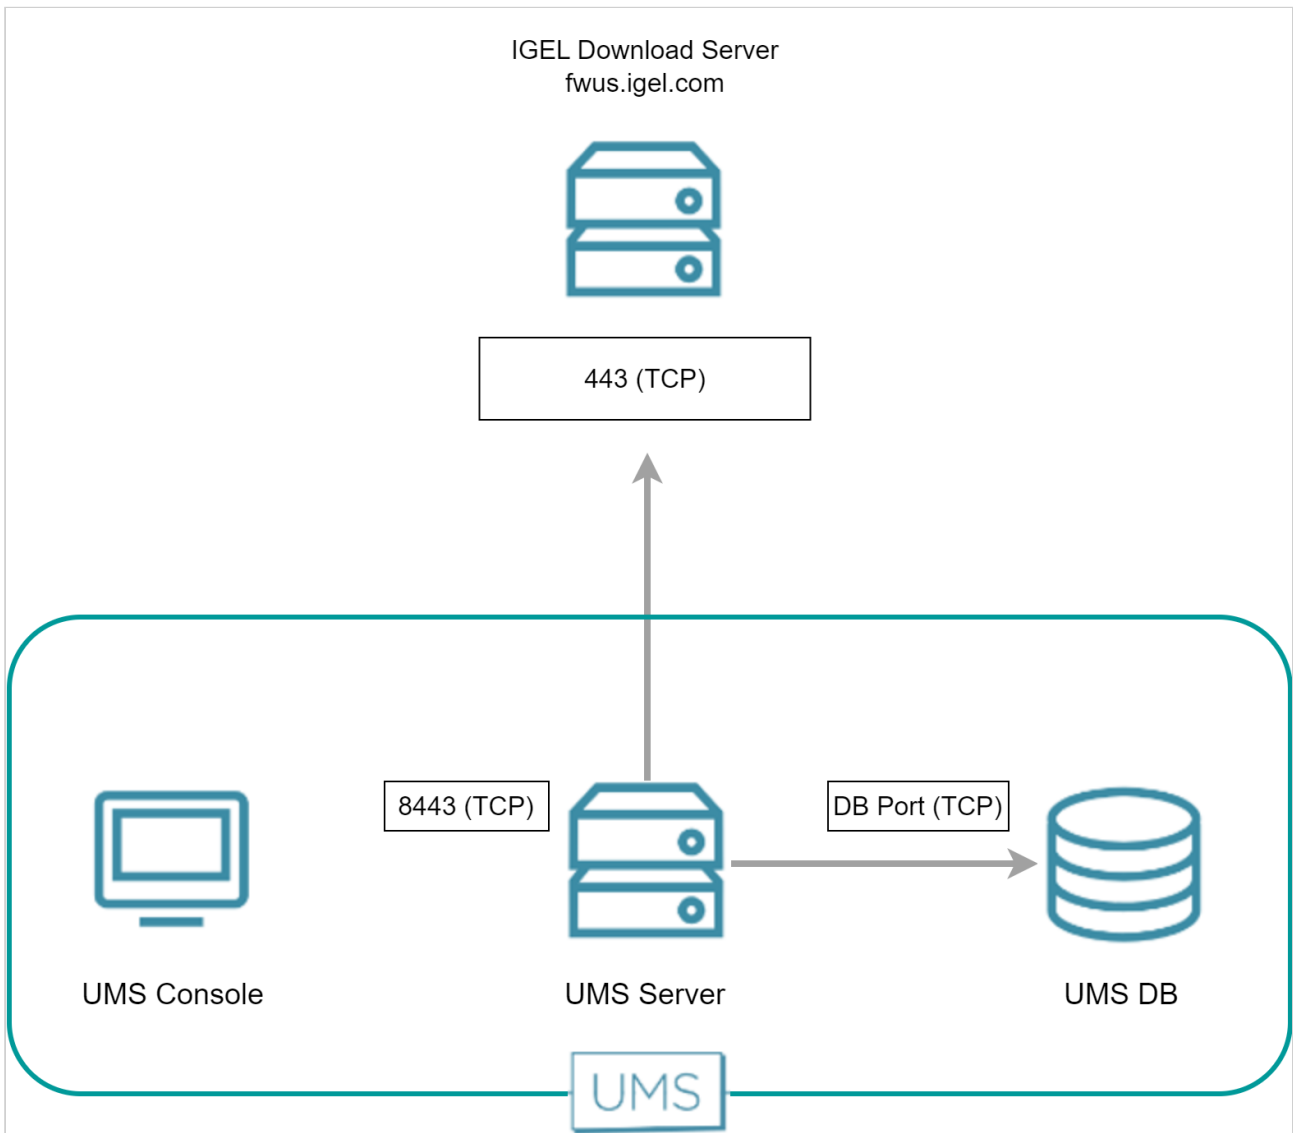 IGEL Download Server
fwus.igel.com
443 (TCP)
8443 (TCP)
DB Port (TCP)
UMS Console
UMS Server
UMS DB
UMS